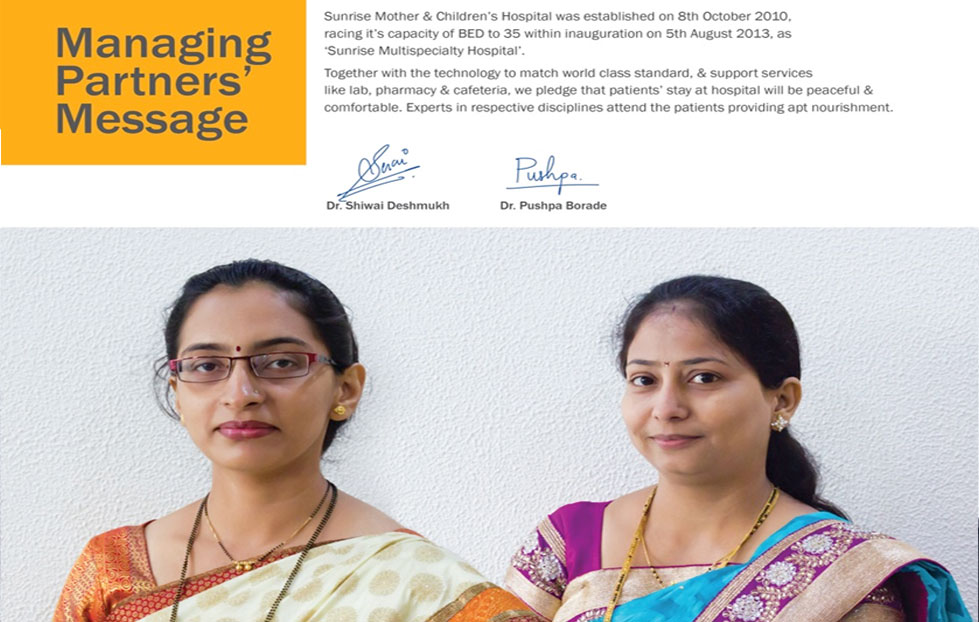 Managing
Partners'
Message
Sunrise Mother & Children's Hospital was established on 8th October 2010,
racing it's capacity of BED to 35 within inauguration on 5th August 2013, as
‘Sunrise Multispecialty Hospital’.
Together with the technology to match world class standard, & support services
like lab, pharmacy & cafeteria, we pledge that patients’ stay at hospital will be peaceful &
comfortable. Experts in respective disciplines attend the patients providing apt nourishment.
Pushpa.
Dr. Shiwai Deshmukh
Dr. Pushpa Borade